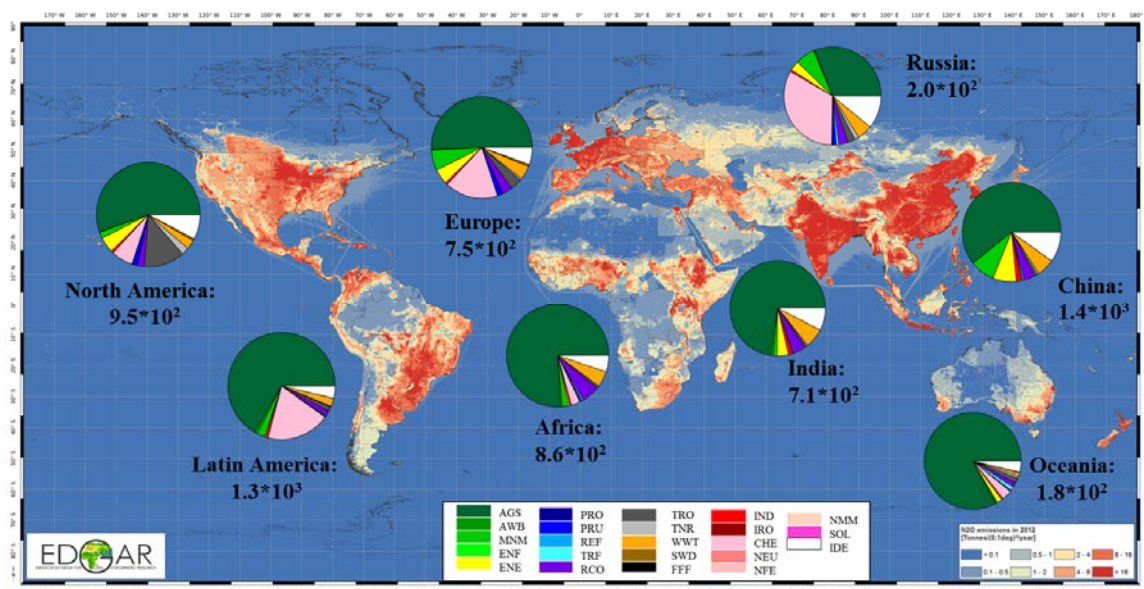 170° W 160° W 150° W 140° W 130° W 120° W 110° W 100° W 90° W 80° W 70° W 60° W 50° W 40° W 30° W 20° W 10° W 0° 10° E 20° E 30° E 40° E 50° E 60° E 70° E 80° E 90° E 100° E 110° E 120° E 130° E 140° E 150° E 160° E 170° E
Russia:
2.0*10²
Europe:
7.5*10²
North America:
9.5*10²
China:
1.4*10³
India:
7.1*10²
Africa:
8.6*10²
Latin America:
1.3*10³
Oceania:
1.8*10²
AGS
AWB
MNM
ENF
ENE
PRO
PRU
REF
TRF
RCO
TRO
TNR
WWT
SWD
FFF
IND
IRO
CHE
NEU
NFE
NMM
SOL
IDE
EDGAR
N2O emissions in 2012
[Tonnes/(0.1deg)²/year]
< 0.1 0.5 - 1 2 - 4 8 - 16
0.1 - 0.5 1 - 2 4 - 8 > 16